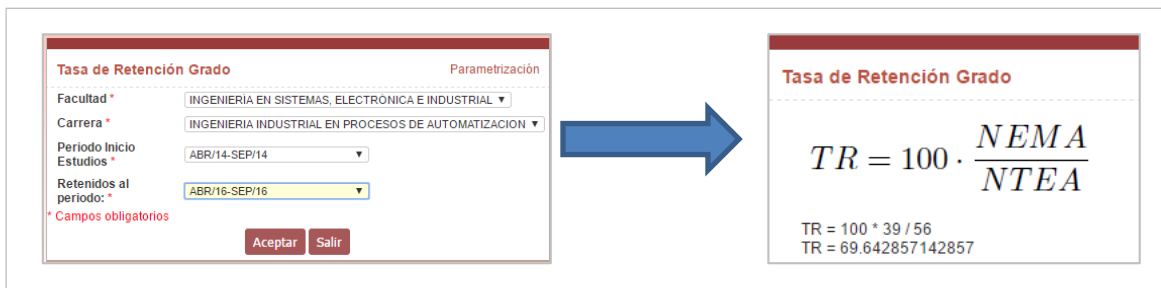 Tasa de Retención Grado Parametrización
Facultad * INGENIERIA EN SISTEMAS, ELECTRÓNICA E INDUSTRIAL
Carrera * INGENIERIA INDUSTRIAL EN PROCESOS DE AUTOMATIZACION
Periodo Inicio
Estudios * ABR/14-SEP/14
Retenidos al
periodo: * ABR/16-SEP/16
* Campos obligatorios
Aceptar Salir
Tasa de Retención Grado
TR = 100 · NEMA / NTEA
TR = 100 * 39 / 56
TR = 69.642857142857